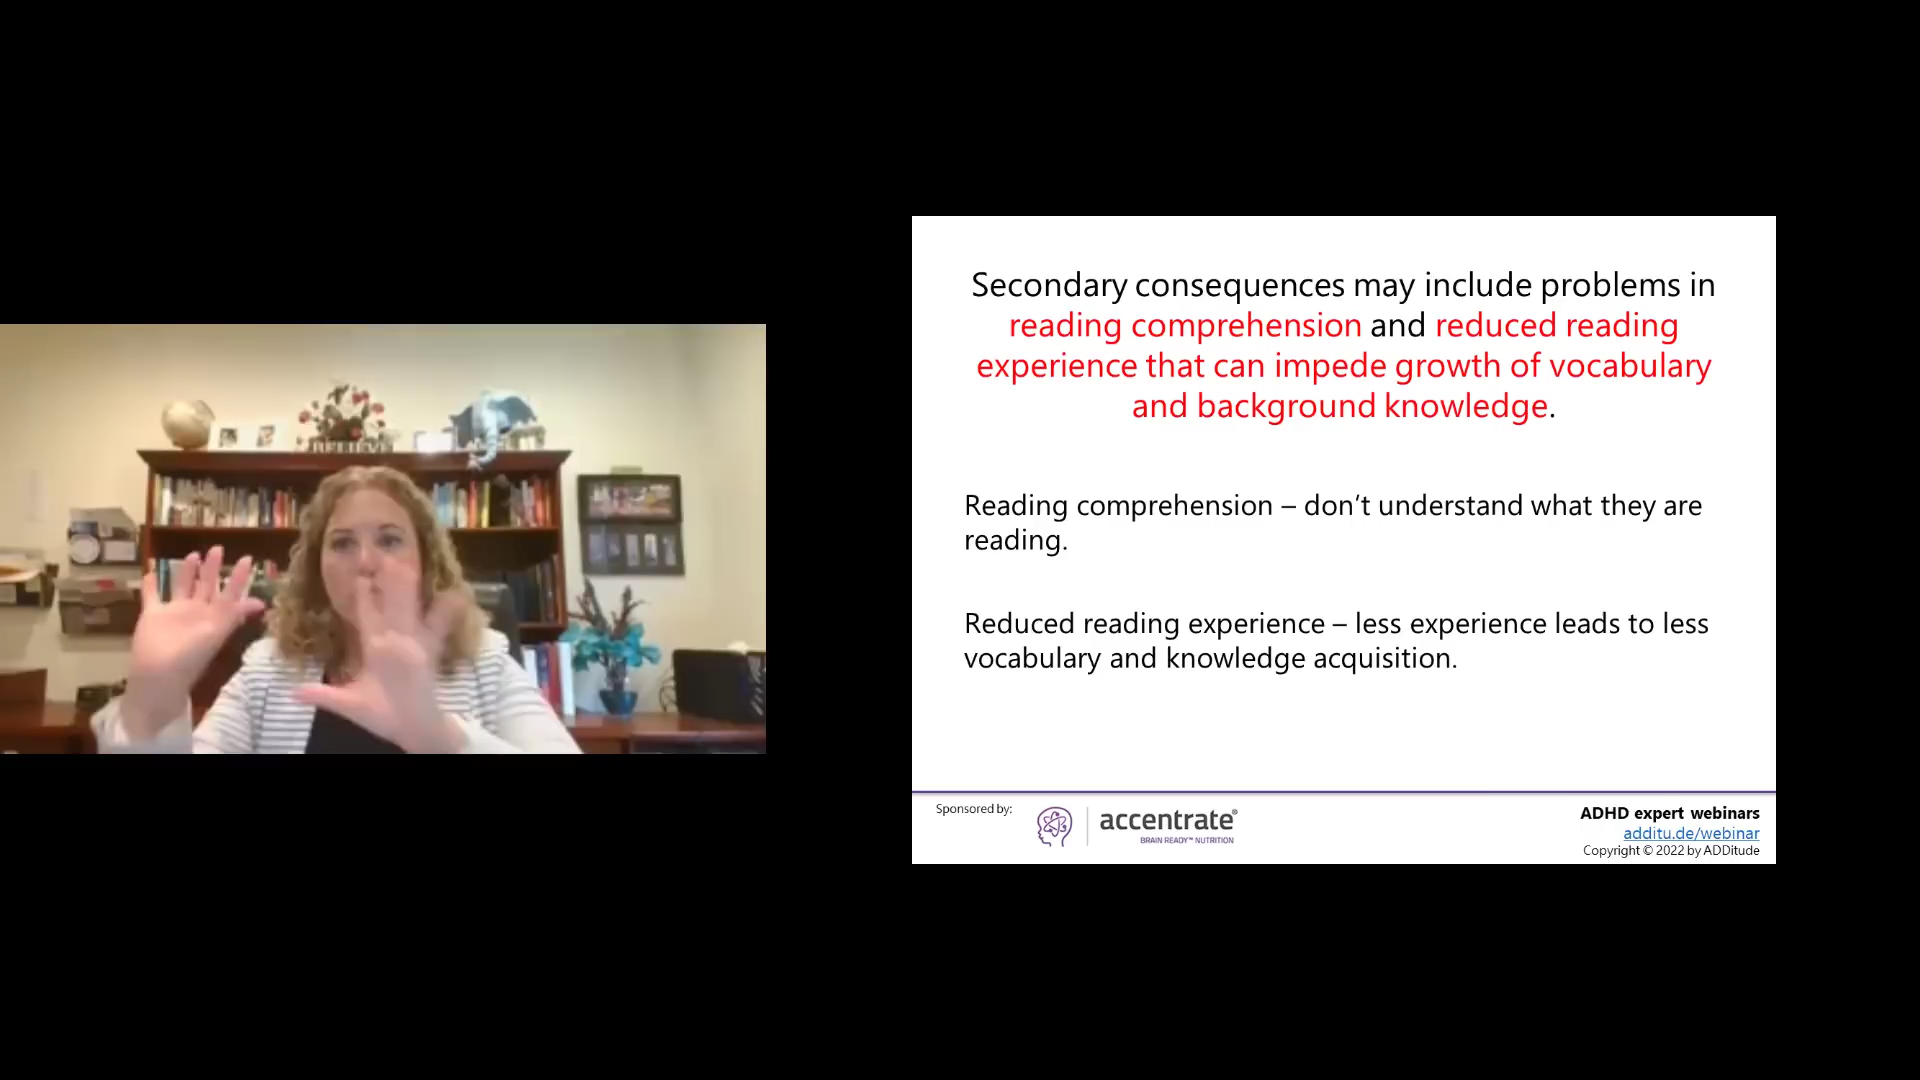 BELIEVE
Secondary consequences may include problems in
reading comprehension and reduced reading
experience that can impede growth of vocabulary
and background knowledge.
Reading comprehension – don’t understand what they are
reading.
Reduced reading experience – less experience leads to less
vocabulary and knowledge acquisition.
Sponsored by:
accentrate®
BRAIN READY™ NUTRITION
ADHD expert webinars
additu.de/webinar
Copyright © 2022 by ADDitude